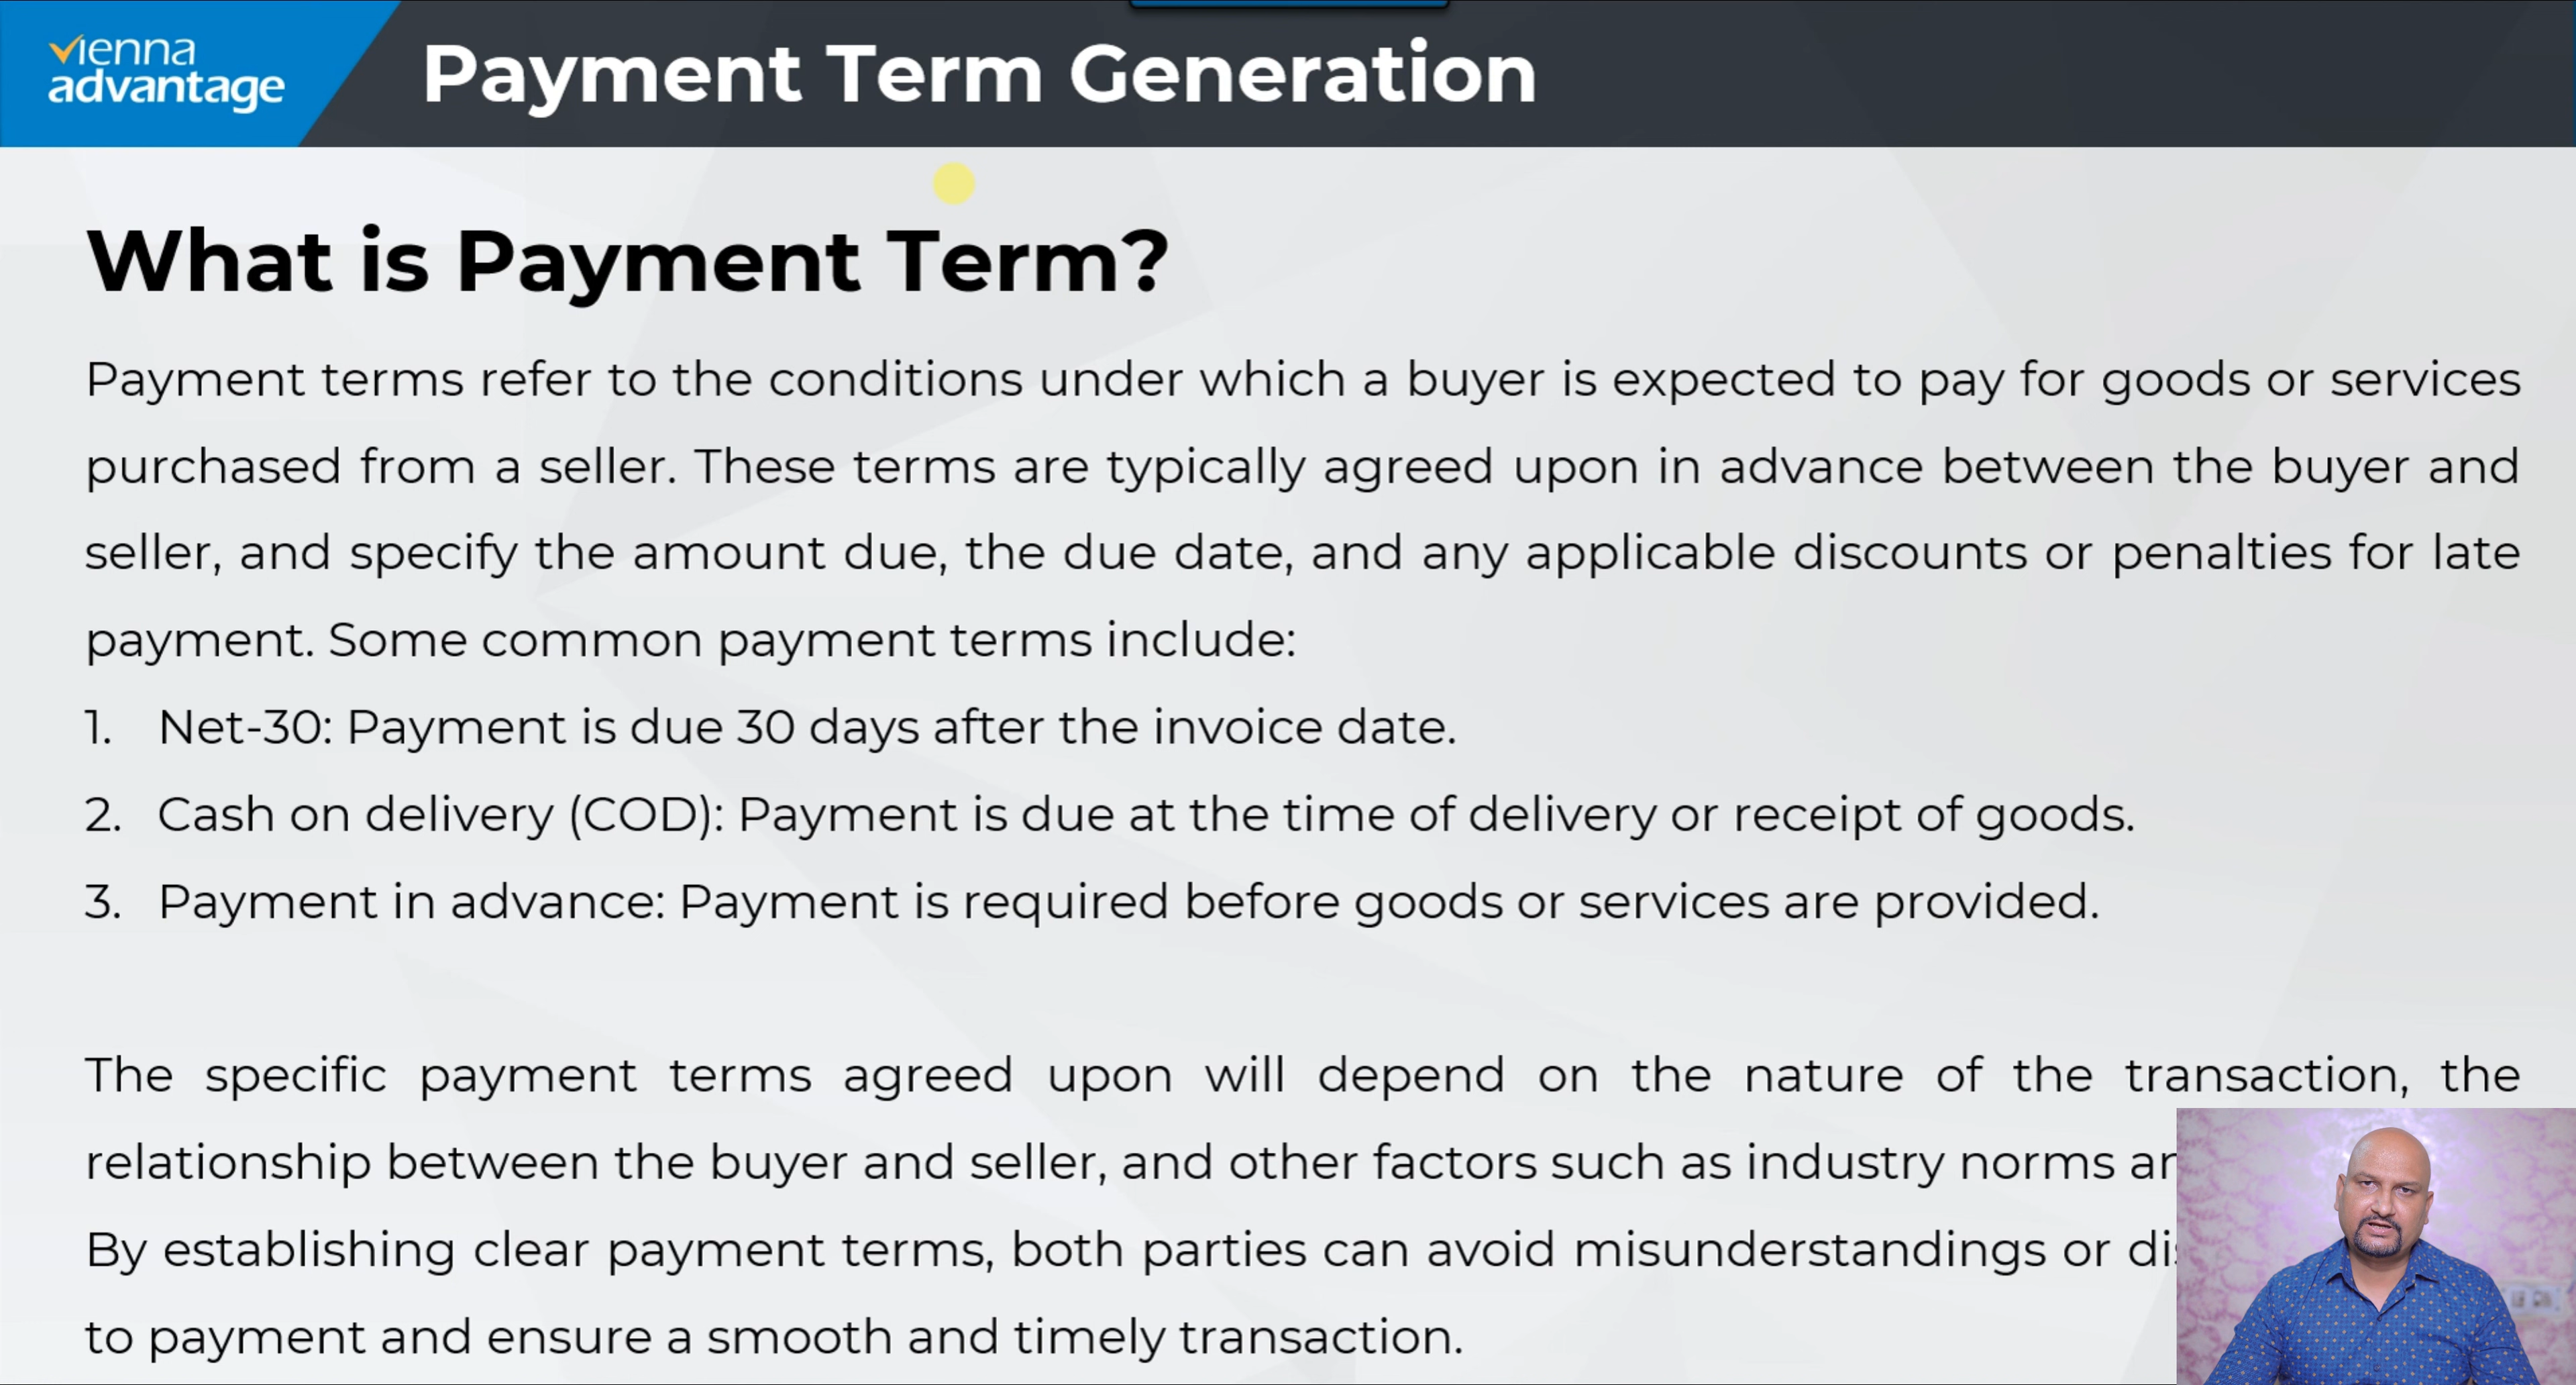 vienna
advantage
Payment Term Generation
What is Payment Term?
Payment terms refer to the conditions under which a buyer is expected to pay for goods or services
purchased from a seller. These terms are typically agreed upon in advance between the buyer and
seller, and specify the amount due, the due date, and any applicable discounts or penalties for late
payment. Some common payment terms include:
1. Net-30: Payment is due 30 days after the invoice date.
2. Cash on delivery (COD): Payment is due at the time of delivery or receipt of goods.
3. Payment in advance: Payment is required before goods or services are provided.
The specific payment terms agreed upon will depend on the nature of the transaction, the
relationship between the buyer and seller, and other factors such as industry norms
By establishing clear payment terms, both parties can avoid misunderstandings or
to payment and ensure a smooth and timely transaction.